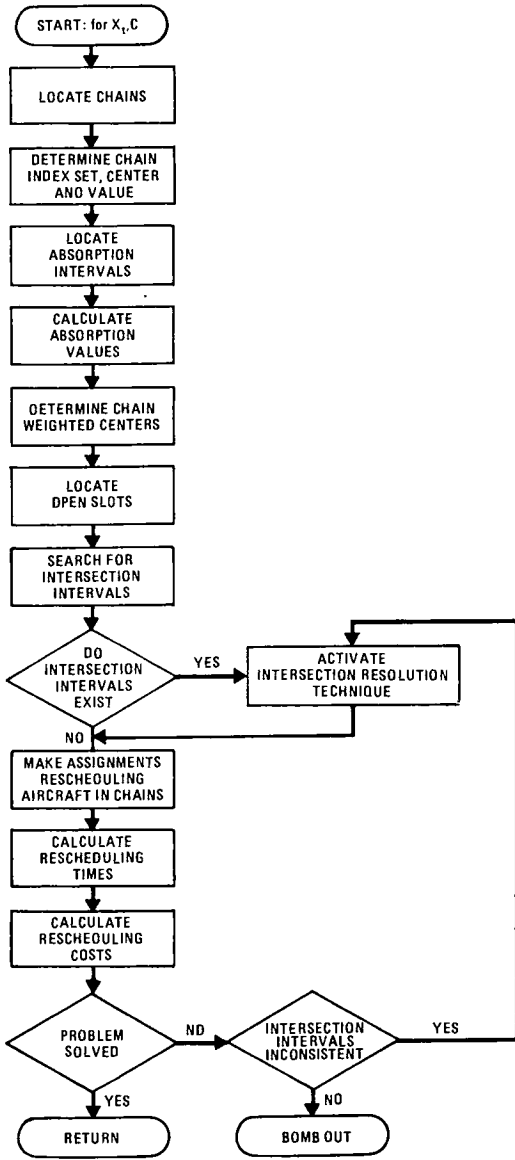 START: for Xt,C
LOCATE CHAINS
DETERMINE CHAIN
INDEX SET, CENTER
AND VALUE
LOCATE
ABSORPTION
INTERVALS
CALCULATE
ABSORPTION
VALUES
DETERMINE CHAIN
WEIGHTED CENTERS
LOCATE
OPEN SLOTS
SEARCH FOR
INTERSECTION
INTERVALS
DO
INTERSECTION
INTERVALS
EXIST
YES
ACTIVATE
INTERSECTION RESOLUTION
TECHNIQUE
NO
MAKE ASSIGNMENTS
RESCHEDULING
AIRCRAFT IN CHAINS
CALCULATE
RESCHEDULING
TIMES
CALCULATE
RESCHEOULING
COSTS
PROBLEM
SOLVED
NO
INTERSECTION
INTERVALS
INCONSISTENT
YES
YES
NO
RETURN
BOMB OUT